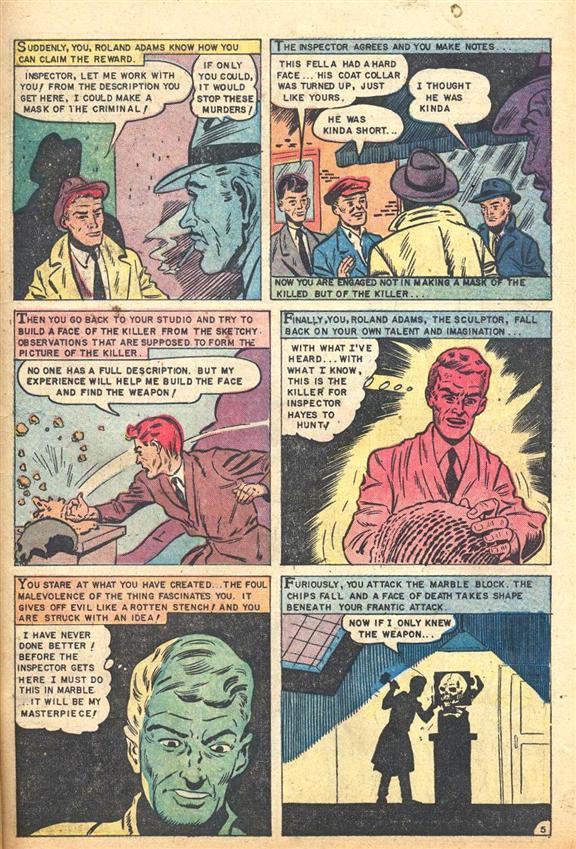 SUDDENLY, YOU, ROLAND ADAMS KNOW HOW YOU
CAN CLAIM THE REWARD.
INSPECTOR, LET ME WORK WITH
YOU! FROM THE DESCRIPTION YOU
GET HERE, I COULD MAKE A
MASK OF THE CRIMINAL!
IF ONLY
YOU COULD,
IT WOULD
STOP THESE
MURDERS!
THE INSPECTOR AGREES AND YOU MAKE NOTES...
THIS FELLA HAD A HARD
FACE... HIS COAT COLLAR
WAS TURNED UP, JUST
LIKE YOURS.
HE WAS
KINDA SHORT...
I THOUGHT
HE WAS
KINDA
NOW YOU ARE ENGAGED NOT IN MAKING A MASK OF THE
KILLED BUT OF THE KILLER...
THEN YOU GO BACK TO YOUR STUDIO AND TRY TO
BUILD A FACE OF THE KILLER FROM THE SKETCHY
OBSERVATIONS THAT ARE SUPPOSED TO FORM THE
PICTURE OF THE KILLER.
NO ONE HAS A FULL DESCRIPTION. BUT MY
EXPERIENCE WILL HELP ME BUILD THE FACE
AND FIND THE WEAPON!
FINALLY, YOU, ROLAND ADAMS, THE SCULPTOR, FALL
BACK ON YOUR OWN TALENT AND IMAGINATION...
WITH WHAT I'VE
HEARD... WITH
WHAT I KNOW,
THIS IS THE
KILLER FOR
INSPECTOR
HAYES TO
HUNT!
YOU STARE AT WHAT YOU HAVE CREATED...THE FOUL
MALEVOLENCE OF THE THING FASCINATES YOU. IT
GIVES OFF EVIL LIKE A ROTTEN STENCH! AND YOU
ARE STRUCK WITH AN IDEA!
I HAVE NEVER
DONE BETTER!
BEFORE THE
INSPECTOR GETS
HERE I MUST DO
THIS IN MARBLE
...IT WILL BE MY
MASTERPIECE!
FURIOUSLY, YOU ATTACK THE MARBLE BLOCK. THE
CHIPS FALL AND A FACE OF DEATH TAKES SHAPE
BENEATH YOUR FRANTIC ATTACK.
NOW IF I ONLY KNEW
THE WEAPON...
5